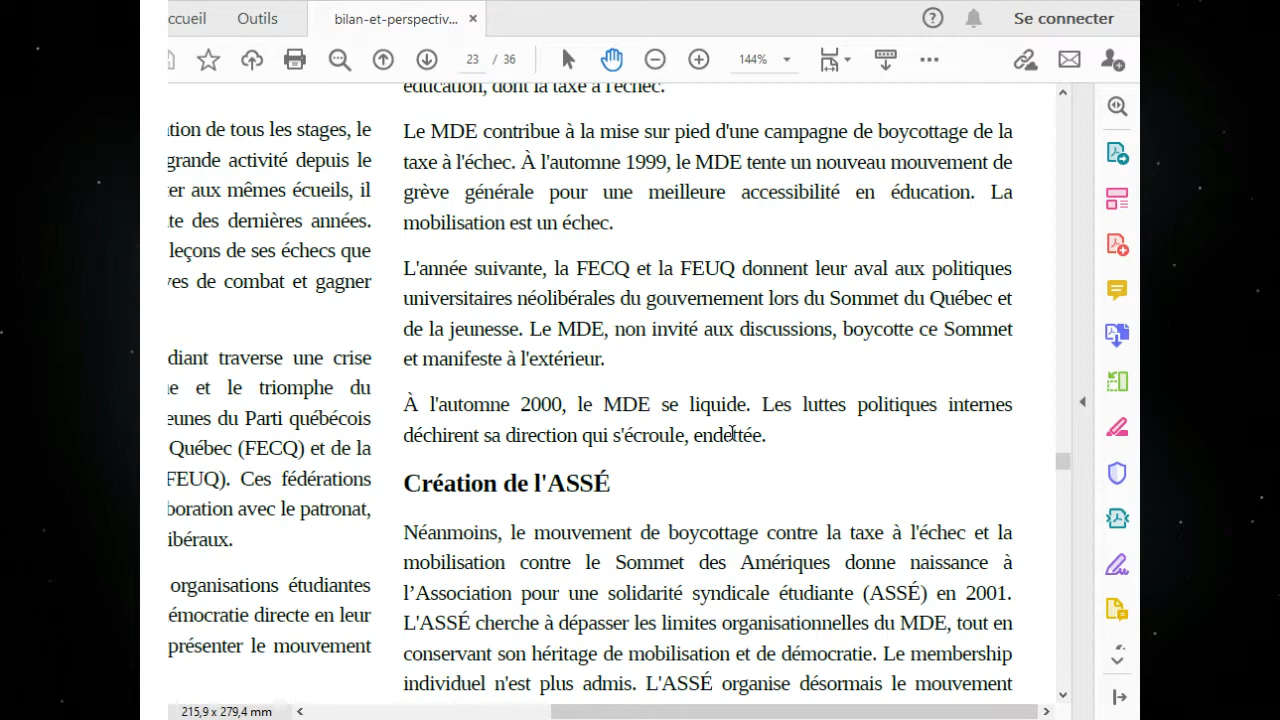 ccueil
Outils
bilan-et-perspectiv...
Se connecter
23 / 36
144%
tion de tous les stages, le
grande activité depuis le
er aux mêmes écueils, il
te des dernières années.
leçons de ses échecs que
ves de combat et gagner
diant traverse une crise
ue et le triomphe du
eunes du Parti québécois
Québec (FECQ) et de la
FEUQ). Ces fédérations
boration avec le patronat,
ibéraux.
organisations étudiantes
émocratie directe en leur
présenter le mouvement
éducation, dont la taxe à l'échec.
Le MDE contribue à la mise sur pied d'une campagne de boycottage de la
taxe à l'échec. À l'automne 1999, le MDE tente un nouveau mouvement de
grève générale pour une meilleure accessibilité en éducation. La
mobilisation est un échec.
L'année suivante, la FECQ et la FEUQ donnent leur aval aux politiques
universitaires néolibérales du gouvernement lors du Sommet du Québec et
de la jeunesse. Le MDE, non invité aux discussions, boycotte ce Sommet
et manifeste à l'extérieur.
À l'automne 2000, le MDE se liquide. Les luttes politiques internes
déchirent sa direction qui s'écroule, endettée.
Création de l'ASSÉ
Néanmoins, le mouvement de boycottage contre la taxe à l'échec et la
mobilisation contre le Sommet des Amériques donne naissance à
l’Association pour une solidarité syndicale étudiante (ASSÉ) en 2001.
L'ASSÉ cherche à dépasser les limites organisationnelles du MDE, tout en
conservant son héritage de mobilisation et de démocratie. Le membership
individuel n'est plus admis. L'ASSÉ organise désormais le mouvement
215,9 x 279,4 mm